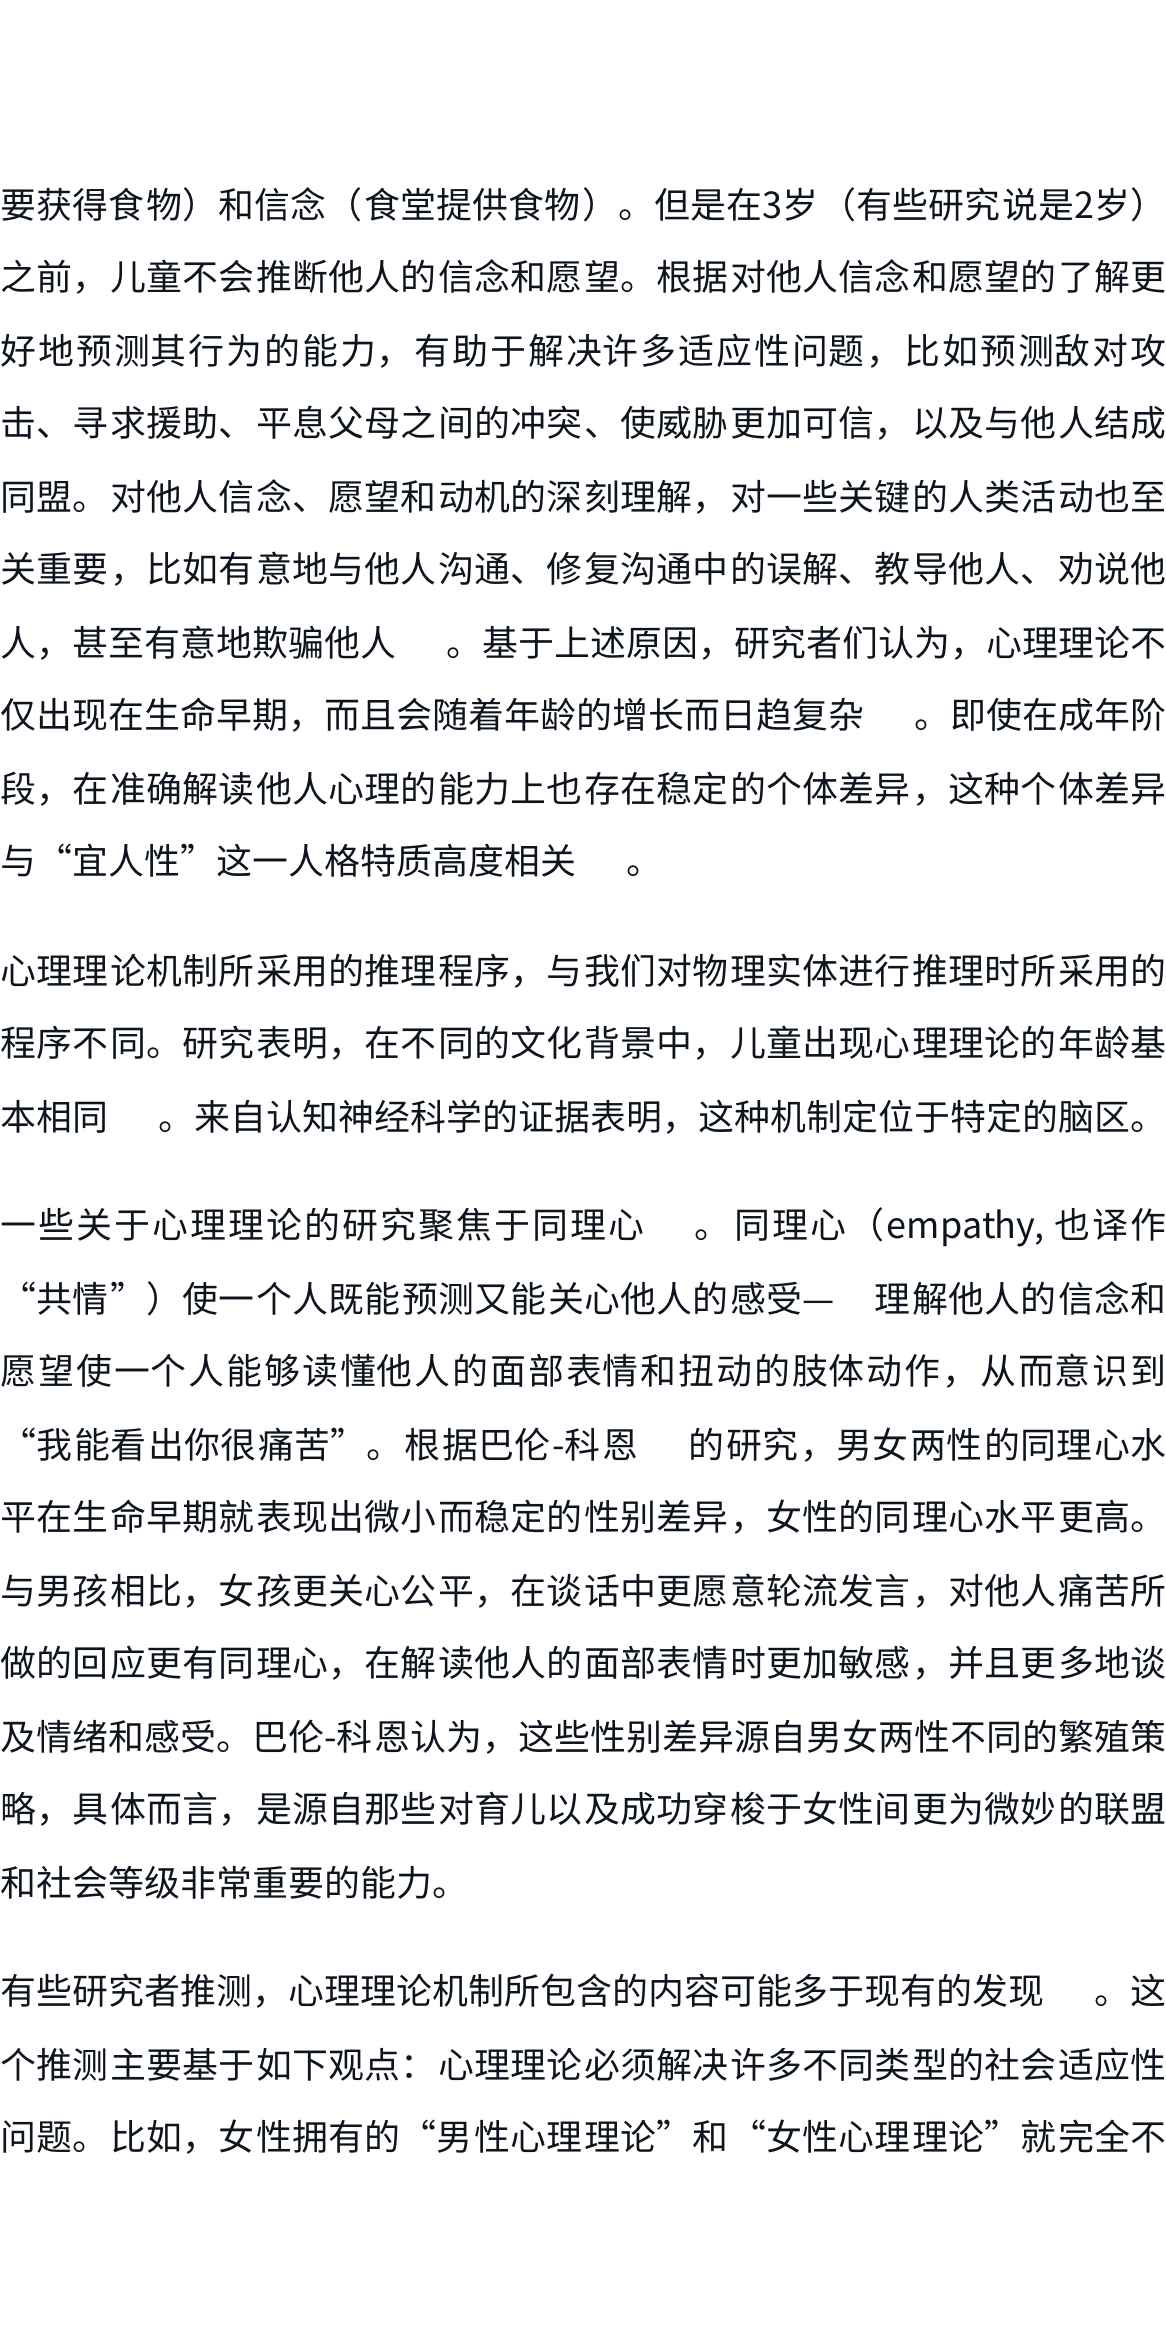 要获得食物）和信念（食堂提供食物）。但是在3岁（有些研究说是2岁）
之前，儿童不会推断他人的信念和愿望。根据对他人信念和愿望的了解更
好地预测其行为的能力，有助于解决许多适应性问题，比如预测敌对攻
击、寻求援助、平息父母之间的冲突、使威胁更加可信，以及与他人结成
同盟。对他人信念、愿望和动机的深刻理解，对一些关键的人类活动也至
关重要，比如有意地与他人沟通、修复沟通中的误解、教导他人、劝说他
人，甚至有意地欺骗他人 。基于上述原因，研究者们认为，心理理论不
仅出现在生命早期，而且会随着年龄的增长而日趋复杂 。即使在成年阶
段，在准确解读他人心理的能力上也存在稳定的个体差异，这种个体差异
与“宜人性”这一人格特质高度相关 。
心理理论机制所采用的推理程序，与我们对物理实体进行推理时所采用的
程序不同。研究表明，在不同的文化背景中，儿童出现心理理论的年龄基
本相同 。来自认知神经科学的证据表明，这种机制定位于特定的脑区。
一些关于心理理论的研究聚焦于同理心 。同理心（empathy, 也译作
“共情”）使一个人既能预测又能关心他人的感受— 理解他人的信念和
愿望使一个人能够读懂他人的面部表情和扭动的肢体动作，从而意识到
“我能看出你很痛苦”。根据巴伦-科恩 的研究，男女两性的同理心水
平在生命早期就表现出微小而稳定的性别差异，女性的同理心水平更高。
与男孩相比，女孩更关心公平，在谈话中更愿意轮流发言，对他人痛苦所
做的回应更有同理心，在解读他人的面部表情时更加敏感，并且更多地谈
及情绪和感受。巴伦-科恩认为，这些性别差异源自男女两性不同的繁殖策
略，具体而言，是源自那些对育儿以及成功穿梭于女性间更为微妙的联盟
和社会等级非常重要的能力。
有些研究者推测，心理理论机制所包含的内容可能多于现有的发现 。这
个推测主要基于如下观点：心理理论必须解决许多不同类型的社会适应性
问题。比如，女性拥有的“男性心理理论”和“女性心理理论”就完全不